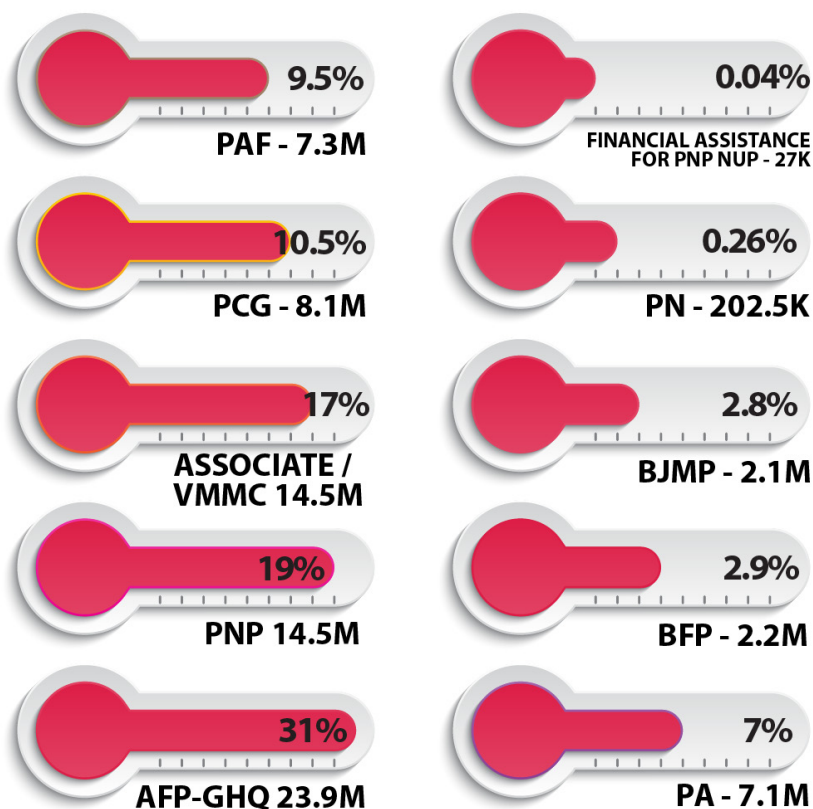 9.5%
PAF - 7.3M
10.5%
PCG - 8.1M
17%
ASSOCIATE /
VMMC 14.5M
19%
PNP 14.5M
31%
AFP-GHQ 23.9M
0.04%
FINANCIAL ASSISTANCE
FOR PNP NUP - 27K
0.26%
PN - 202.5K
2.8%
BJMP - 2.1M
2.9%
BFP - 2.2M
7%
PA - 7.1M